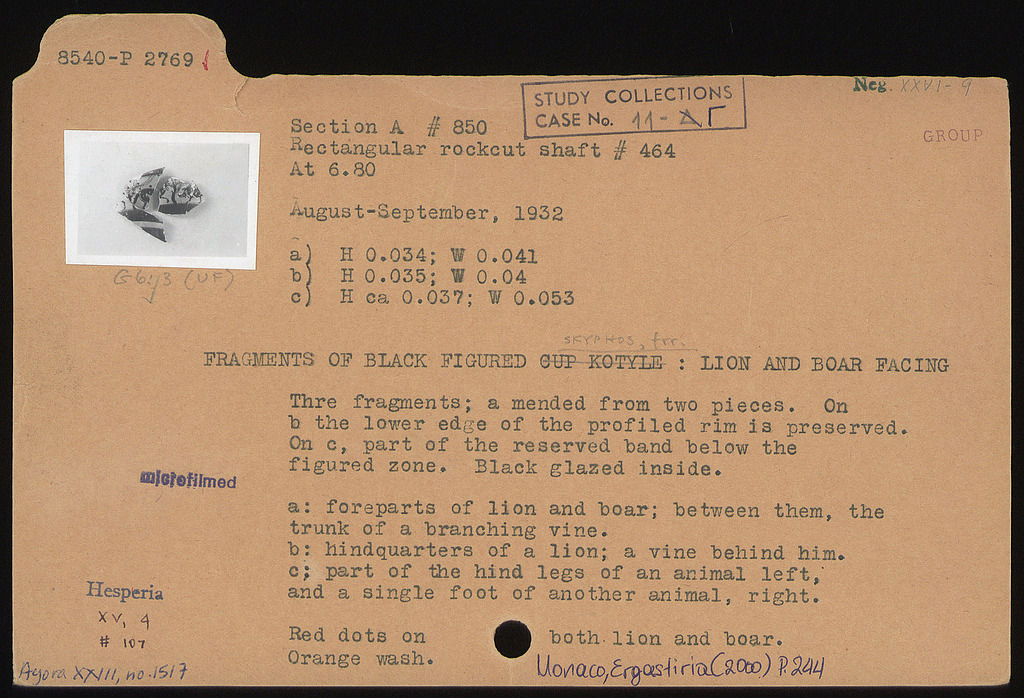 8540-P 2769
Neg. XXVI-9
STUDY COLLECTIONS
CASE No. 11-Γ
GROUP
Section A # 850
Rectangular rockcut shaft # 464
At 6.80
August-September, 1932
a) H 0.034; W 0.041
b) H 0.035; W 0.04
c) H ca 0.037; W 0.053
G6:3 (UF)
SKYPHOS, frr.
FRAGMENTS OF BLACK FIGURED CUP KOTYLE : LION AND BOAR FACING
Thre fragments; a mended from two pieces. On
b the lower edge of the profiled rim is preserved.
On c, part of the reserved band below the
figured zone. Black glazed inside.
microfilmed
a: foreparts of lion and boar; between them, the
trunk of a branching vine.
b: hindquarters of a lion; a vine behind him.
c; part of the hind legs of an animal left,
and a single foot of another animal, right.
Hesperia
XV, 4
# 107
Red dots on both lion and boar.
Orange wash.
Agora XXIII, no. 1517
Monaco, Ergastiria (2000) P. 244